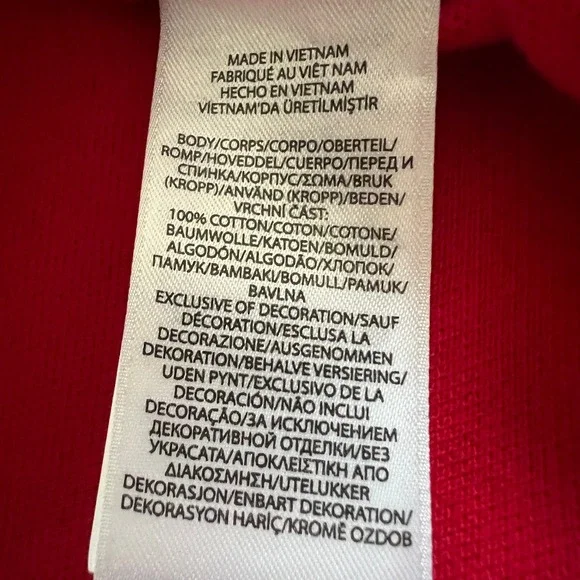 MADE IN VIETNAM
FABRIQUÉ AU VIÊT NAM
HECHO EN VIETNAM
VIETNAM'DA ÜRETİLMİŞTİR
BODY/CORPS/CORPO/OBERTEIL/
ROMP/HOVEDDEL/CUERPO/ПЕРЕД И
СПИНКА/КОРПУС/ΣΩΜΑ/BRUK
(KROPP)/ANVÄND (KROPP)/BEDEN/
VRCHNÍ ČÁST:
100% COTTON/COTON/COTONE/
BAUMWOLLE/KATOEN/BOMULD/
ALGODÓN/ALGODÃO/ХЛОПОК/
ПАМУК/ΒΑΜΒΑΚΙ/BOMULL/PAMUK/
BAVLNA
EXCLUSIVE OF DECORATION/SAUF
DÉCORATION/ESCLUSA LA
DECORAZIONE/AUSGENOMMEN
DEKORATION/BEHALVE VERSIERING/
UDEN PYNT/EXCLUSIVO DE LA
DECORACIÓN/NÃO INCLUI
DECORAÇÃO/ЗА ИСКЛЮЧЕНИЕМ
ДЕКОРАТИВНОЙ ОТДЕЛКИ/БЕЗ
УКРАСАТА/ΑΠΟΚΛΕΙΣΤΙΚΗ ΑΠΟ
ΔΙΑΚΟΣΜΗΣΗ/UTELUKKER
DEKORASJON/ENBART DEKORATION/
DEKORASYON HARİÇ/KROMĚ OZDOB